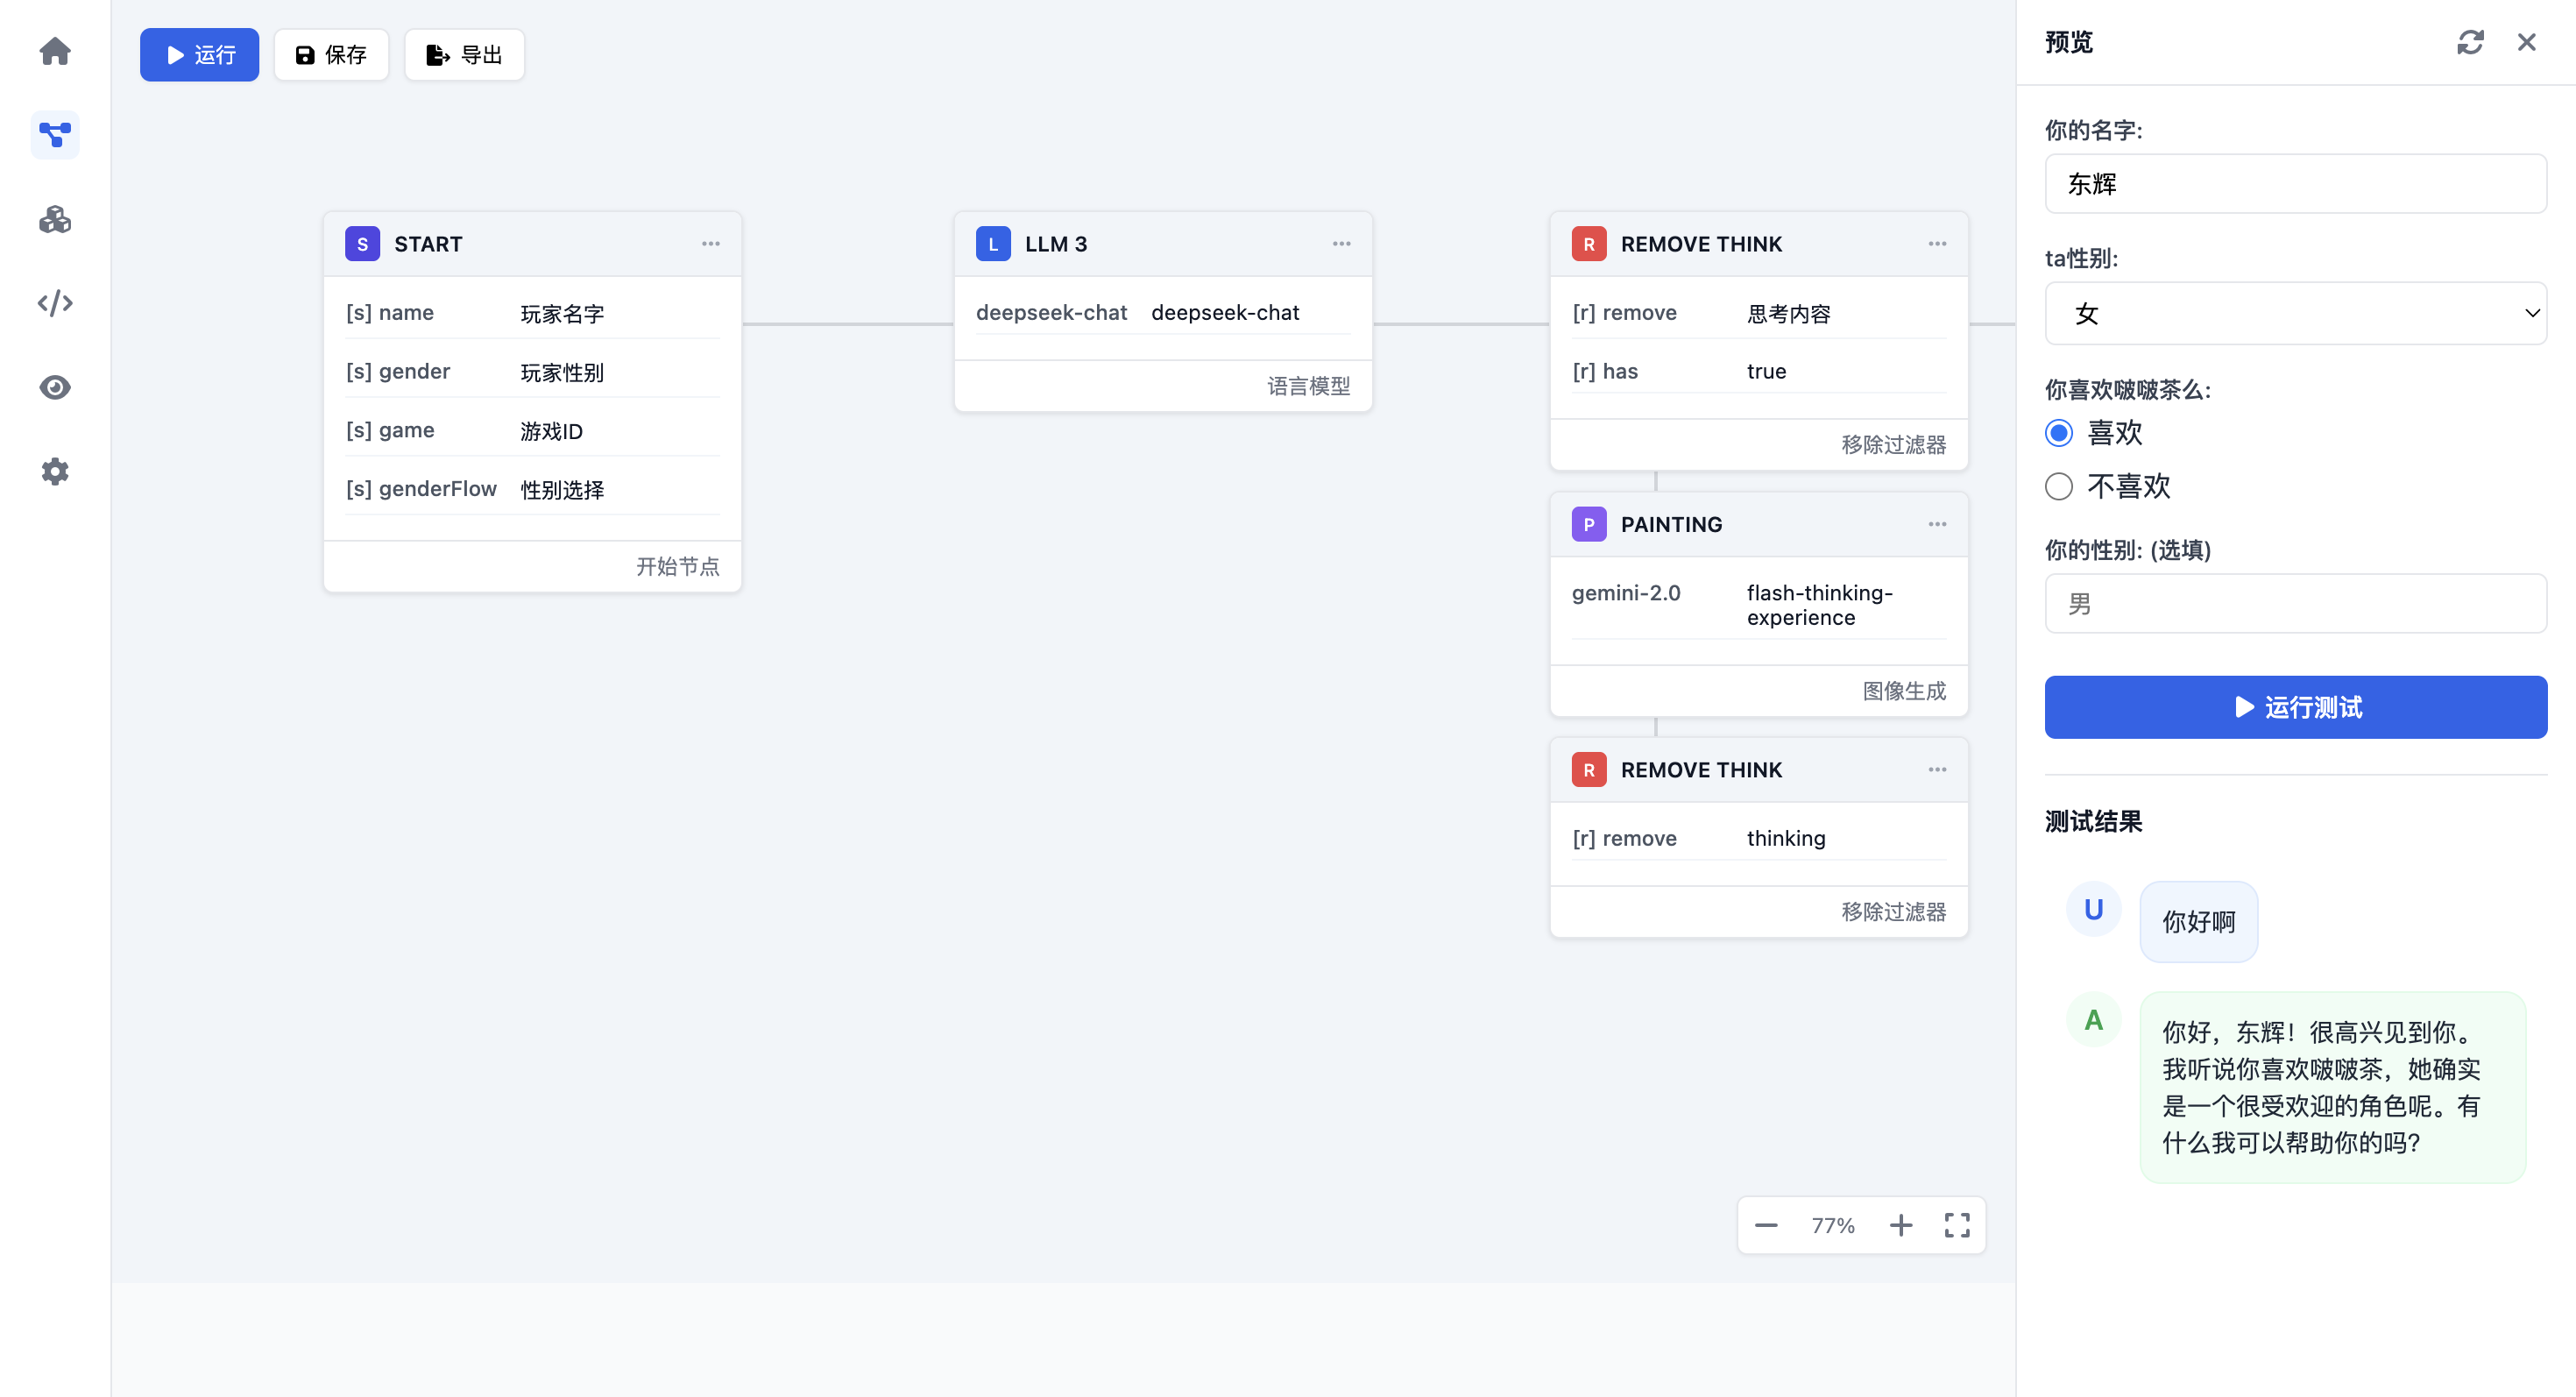 运行
保存
导出
S START
[s] name 玩家名字
[s] gender 玩家性别
[s] game 游戏ID
[s] genderFlow 性别选择
开始节点
L LLM 3
deepseek-chat deepseek-chat
语言模型
R REMOVE THINK
[r] remove 思考内容
[r] has true
移除过滤器
P PAINTING
gemini-2.0 flash-thinking-
experience
图像生成
R REMOVE THINK
[r] remove thinking
移除过滤器
77%
预览
你的名字:
东辉
ta性别:
女
你喜欢啵啵茶么:
喜欢
不喜欢
你的性别: (选填)
男
运行测试
测试结果
U
你好啊
A
你好，东辉！很高兴见到你。
我听说你喜欢啵啵茶，她确实
是一个很受欢迎的角色呢。有
什么我可以帮助你的吗?